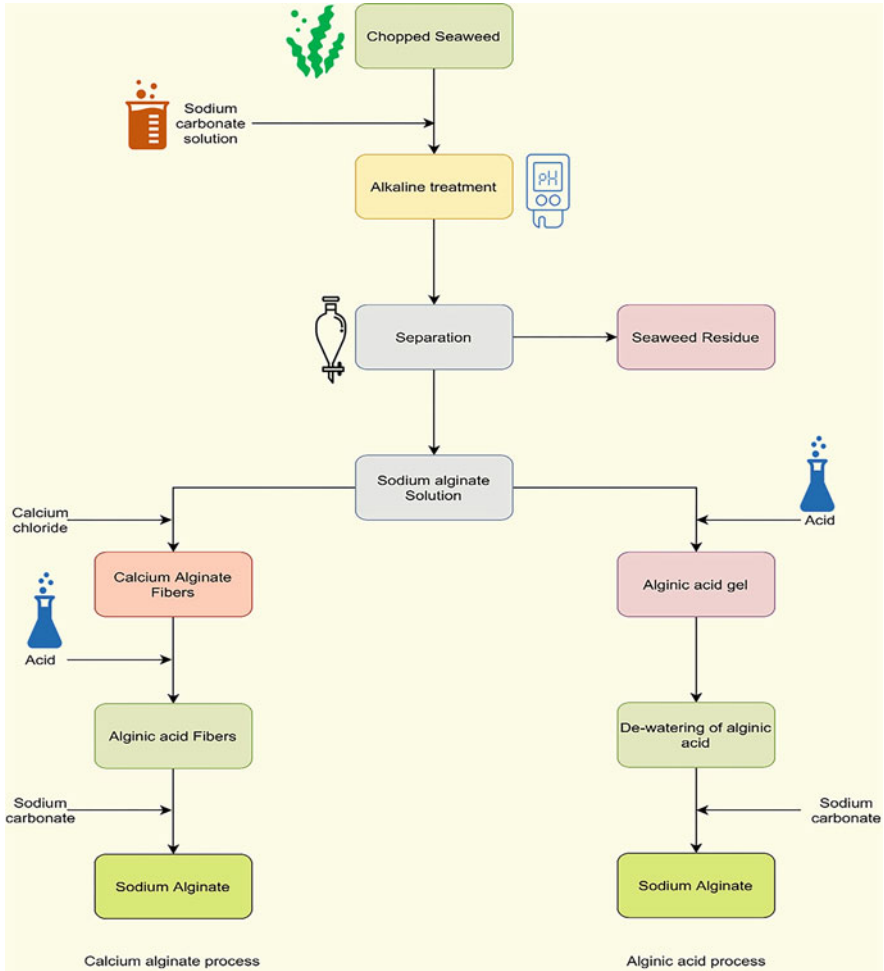 Chopped Seaweed
Sodium
carbonate
solution
Alkaline treatment
pH
Separation
Seaweed Residue
Sodium alginate
Solution
Calcium
chloride
Acid
Calcium Alginate
Fibers
Alginic acid gel
Acid
Alginic acid Fibers
De-watering of alginic
acid
Sodium
carbonate
Sodium
carbonate
Sodium Alginate
Sodium Alginate
Calcium alginate process
Alginic acid process